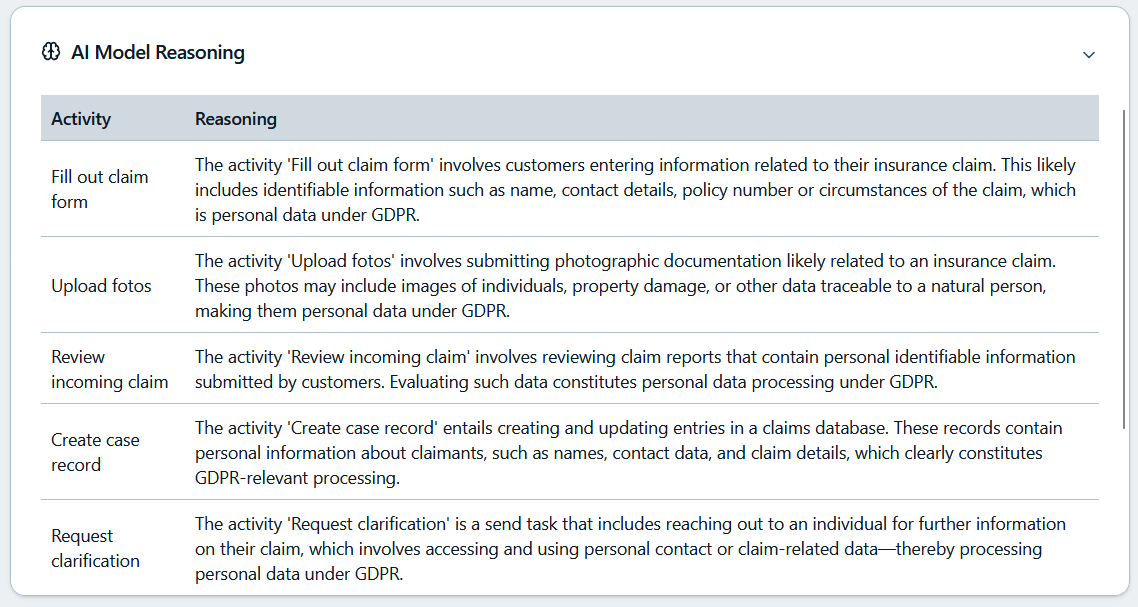 AI Model Reasoning
Activity Reasoning
Fill out claim form
The activity 'Fill out claim form' involves customers entering information related to their insurance claim. This likely
includes identifiable information such as name, contact details, policy number or circumstances of the claim, which
is personal data under GDPR.
Upload fotos
The activity 'Upload fotos' involves submitting photographic documentation likely related to an insurance claim.
These photos may include images of individuals, property damage, or other data traceable to a natural person,
making them personal data under GDPR.
Review
incoming claim
The activity 'Review incoming claim' involves reviewing claim reports that contain personal identifiable information
submitted by customers. Evaluating such data constitutes personal data processing under GDPR.
Create case
record
The activity 'Create case record' entails creating and updating entries in a claims database. These records contain
personal information about claimants, such as names, contact data, and claim details, which clearly constitutes
GDPR-relevant processing.
Request
clarification
The activity 'Request clarification' is a send task that includes reaching out to an individual for further information
on their claim, which involves accessing and using personal contact or claim-related data—thereby processing
personal data under GDPR.